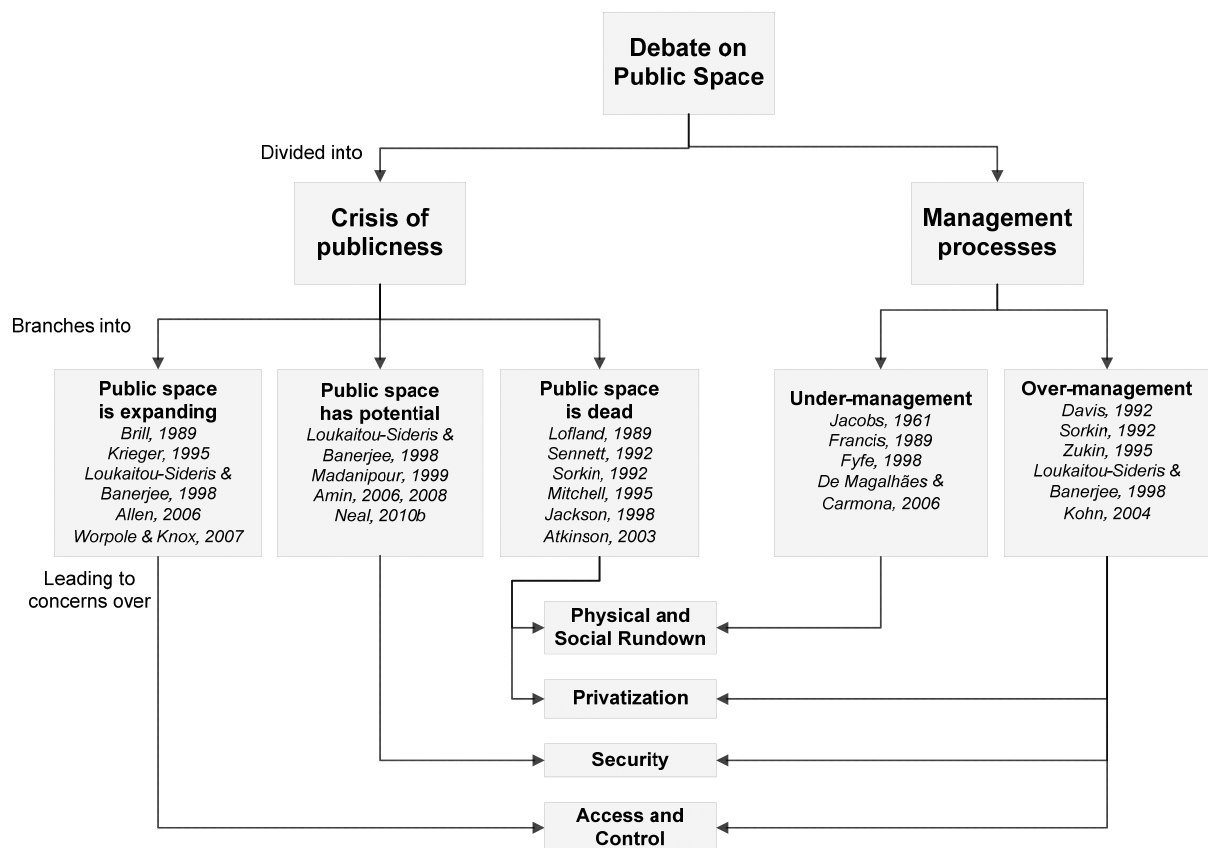 Debate on
Public Space
Divided into
Crisis of
publicness
Management
processes
Branches into
Public space
is expanding
Brill, 1989
Krieger, 1995
Loukaitou-Sideris &
Banerjee, 1998
Allen, 2006
Worpole & Knox, 2007
Public space
has potential
Loukaitou-Sideris &
Banerjee, 1998
Madanipour, 1999
Amin, 2006, 2008
Neal, 2010b
Public space
is dead
Lofland, 1989
Sennett, 1992
Sorkin, 1992
Mitchell, 1995
Jackson, 1998
Atkinson, 2003
Under-management
Jacobs, 1961
Francis, 1989
Fyfe, 1998
De Magalhães &
Carmona, 2006
Over-management
Davis, 1992
Sorkin, 1992
Zukin, 1995
Loukaitou-Sideris &
Banerjee, 1998
Kohn, 2004
Leading to
concerns over
Physical and
Social Rundown
Privatization
Security
Access and
Control